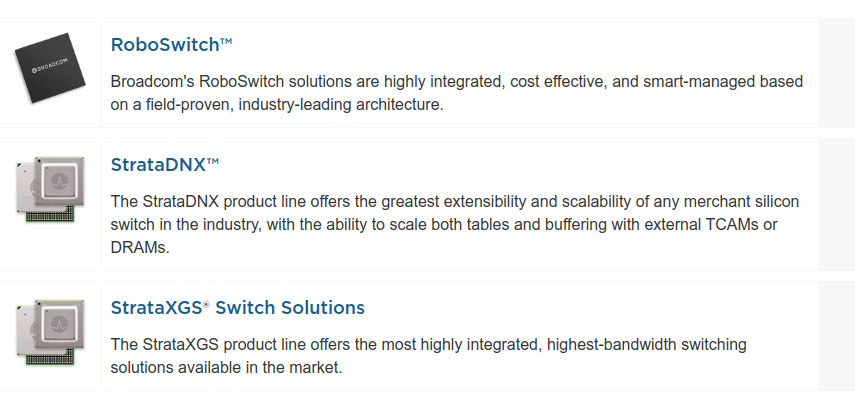 RoboSwitch™
BROADCOM
Broadcom's RoboSwitch solutions are highly integrated, cost effective, and smart-managed based
on a field-proven, industry-leading architecture.
StrataDNX™
The StrataDNX product line offers the greatest extensibility and scalability of any merchant silicon
switch in the industry, with the ability to scale both tables and buffering with external TCAMs or
DRAMs.
StrataXGS® Switch Solutions
The StrataXGS product line offers the most highly integrated, highest-bandwidth switching
solutions available in the market.